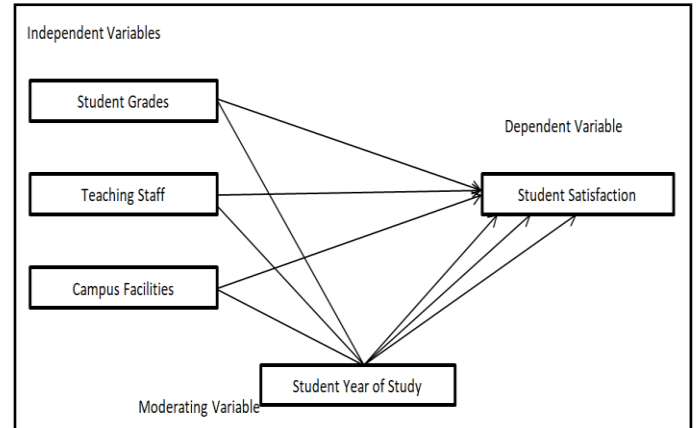 Independent Variables
Student Grades
Dependent Variable
Teaching Staff
Student Satisfaction
Campus Facilities
Student Year of Study
Moderating Variable